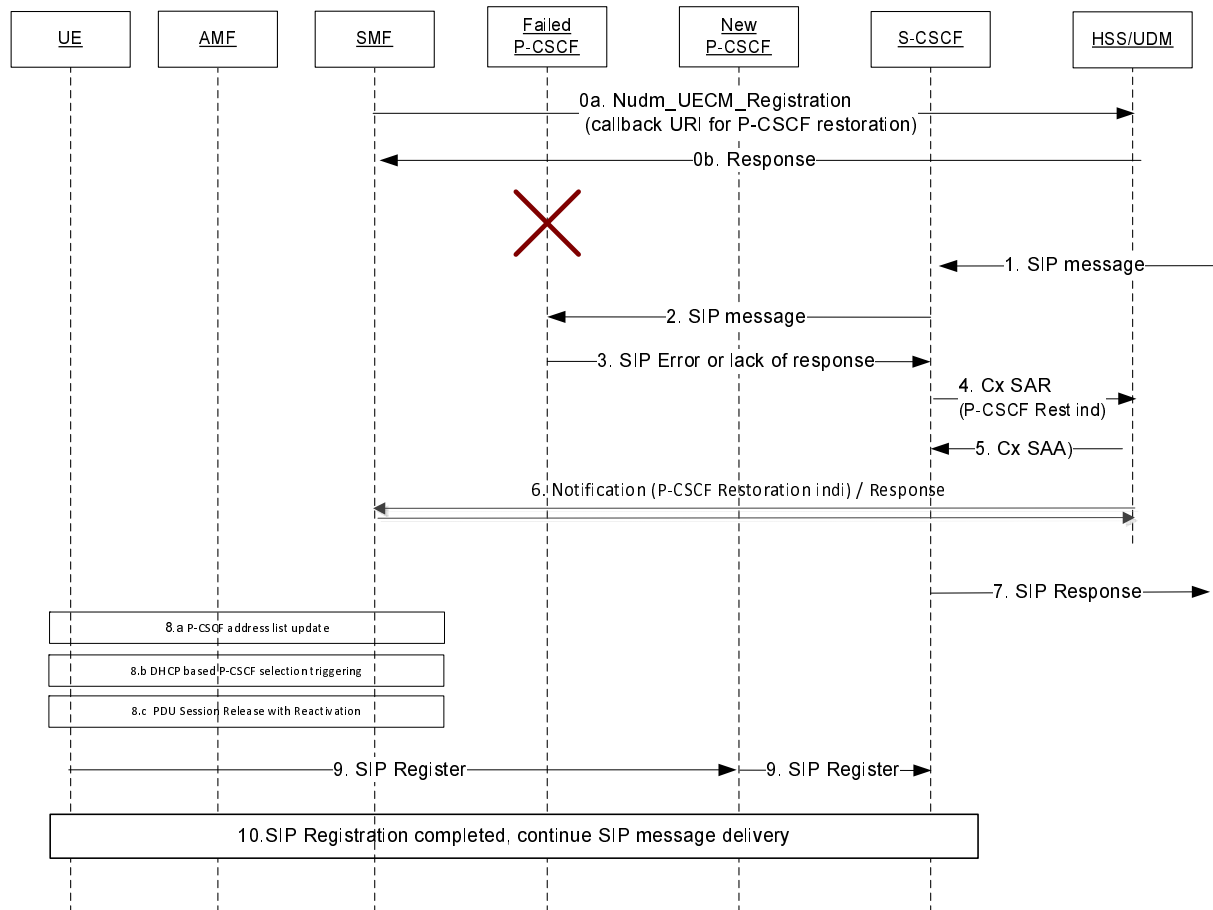 UE
AMF
SMF
Failed
P-CSCF
New
P-CSCF
S-CSCF
HSS/UDM
0a. Nudm_UECM_Registration
(callback URI for P-CSCF restoration)
0b. Response
1. SIP message
2. SIP message
3. SIP Error or lack of response
4. Cx SAR
(P-CSCF Rest ind)
5. Cx SAA)
6. Notification (P-CSCF Restoration indi) / Response
7. SIP Response
8.a P-CSCF address list update
8.b DHCP based P-CSCF selection triggering
8.c PDU Session Release with Reactivation
9. SIP Register
9. SIP Register
10.SIP Registration completed, continue SIP message delivery